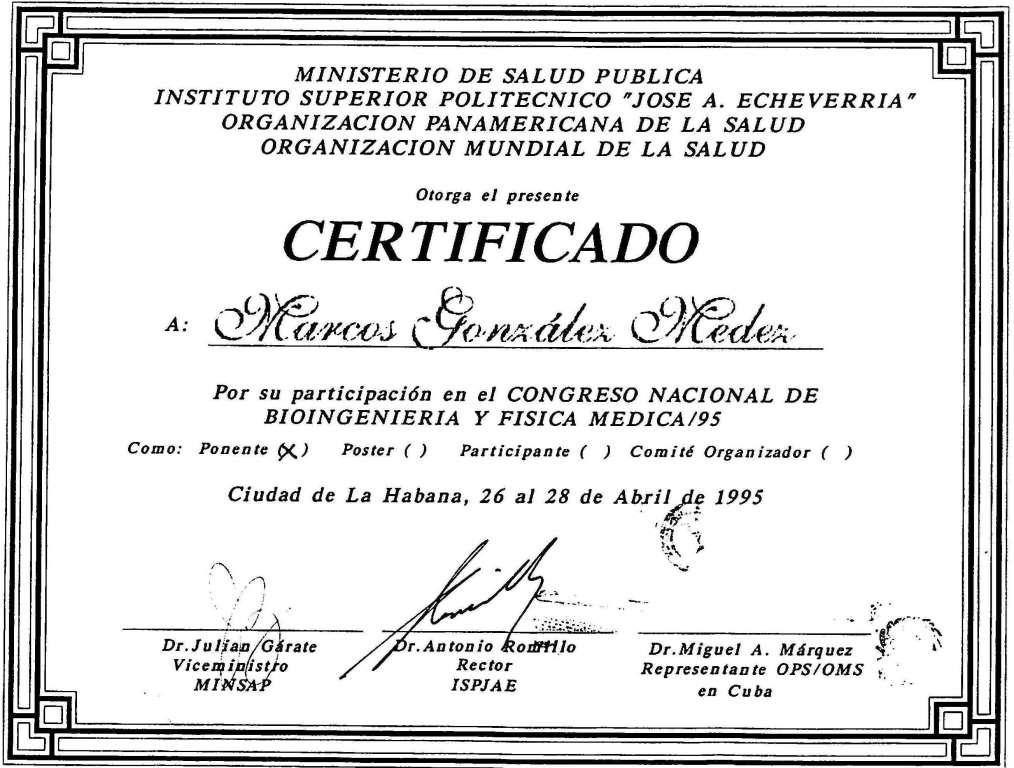 MINISTERIO DE SALUD PUBLICA
INSTITUTO SUPERIOR POLITECNICO "JOSE A. ECHEVERRIA"
ORGANIZACION PANAMERICANA DE LA SALUD
ORGANIZACION MUNDIAL DE LA SALUD
Otorga el presente
CERTIFICADO
A: Marcos González Medez
Por su participación en el CONGRESO NACIONAL DE
BIOINGENIERIA Y FISICA MEDICA/95
Como: Ponente (X) Poster ( ) Participante ( ) Comité Organizador ( )
Ciudad de La Habana, 26 al 28 de Abril de 1995
Dr.Julian Gárate
Viceministro
MINSAP
Dr.Antonio
Rector
ISPJAE
Dr.Miguel A. Márquez
Representante OPS/OMS
en Cuba